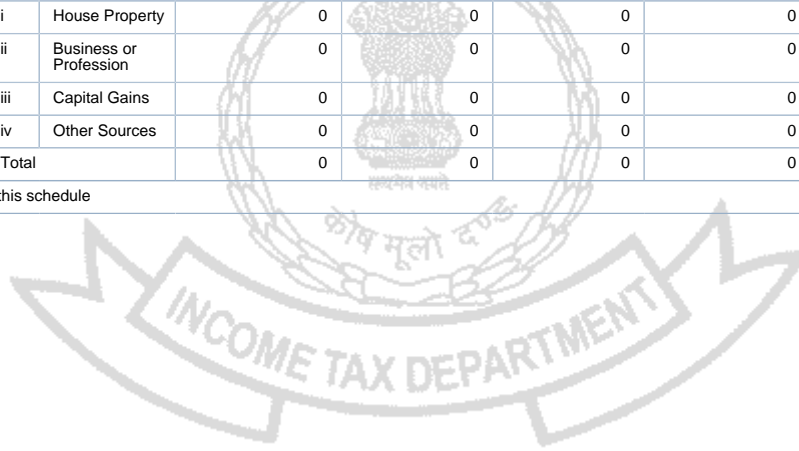 i House Property 0 0 0 0
ii Business or Profession 0 0 0 0
iii Capital Gains 0 0 0 0
iv Other Sources 0 0 0 0
Total 0 0 0 0
this schedule
सत्यमेव जयते
कोष मूलो दण्डः
INCOME TAX DEPARTMENT